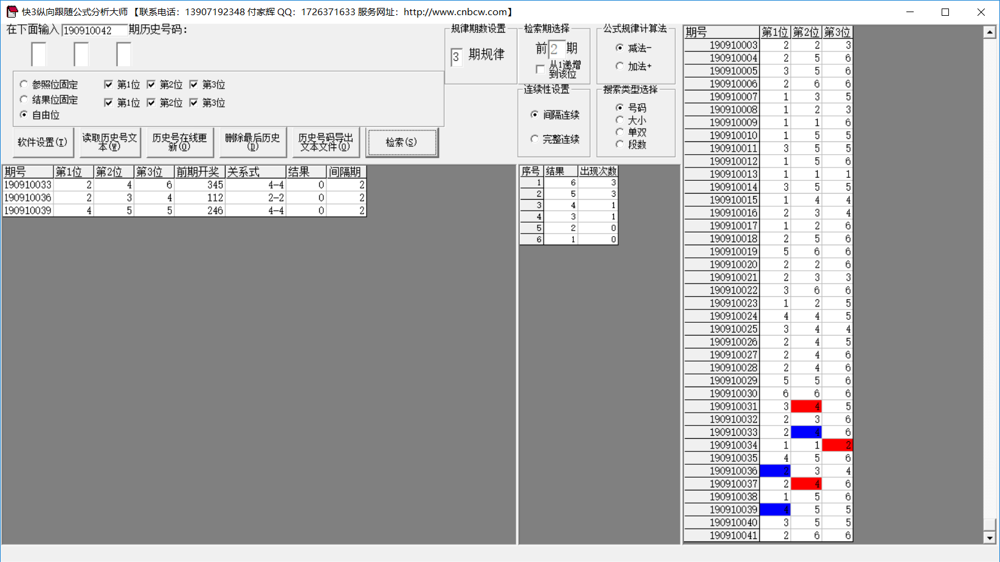 快3纵向跟随公式分析大师 【联系电话：13907192348 付家辉 QQ：1726371633 服务网址：http://www.cnbcw.com】
在下面输入 190910042 期历史号码：
参照位固定 第1位 第2位 第3位
结果位固定 第1位 第2位 第3位
自由位
软件设置(T)
读取历史号文本(W)
历史号在线更新(O)
删除最后历史(D)
历史号码导出文本文件(O)
检索(S)
规律期数设置
3 期规律
检索期选择
前 2 期
从1递增到该位
公式规律计算法
减法-
加法+
连续性设置
间隔连续
完整连续
搜索类型选择
号码
大小
单双
段数
期号 第1位 第2位 第3位 前期开奖 关系式 结果 间隔期
190910033 2 4 6 345 4-4 0 2
190910036 2 3 4 112 2-2 0 2
190910039 4 5 5 246 4-4 0 2
序号 结果 出现次数
1 6 3
2 5 3
3 4 1
4 3 1
5 2 0
6 1 0
期号 第1位 第2位 第3位
190910003 2 2 3
190910004 2 5 6
190910005 3 5 6
190910006 2 6 6
190910007 1 3 5
190910008 1 2 3
190910009 1 1 6
190910010 1 5 5
190910011 3 5 5
190910012 1 5 6
190910013 1 1 1
190910014 3 5 5
190910015 1 4 4
190910016 2 3 4
190910017 1 2 6
190910018 2 5 6
190910019 5 6 6
190910020 2 2 6
190910021 2 3 3
190910022 3 6 6
190910023 1 2 5
190910024 4 4 5
190910025 3 4 4
190910026 2 4 5
190910027 2 4 6
190910028 2 4 6
190910029 5 5 6
190910030 6 6 6
190910031 3 4 5
190910032 2 3 6
190910033 2 4 6
190910034 1 1 2
190910035 4 5 6
190910036 2 3 4
190910037 2 4 6
190910038 1 5 6
190910039 4 5 5
190910040 3 5 5
190910041 2 6 6